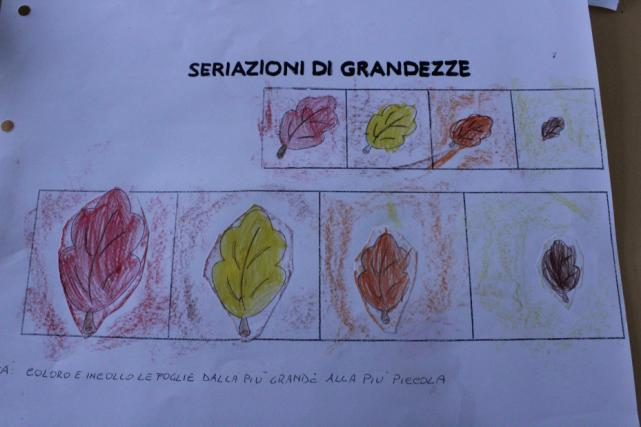 SERIAZIONI DI GRANDEZZE
A: COLORO E INCOLLO LE FOGLIE DALLA PIU' GRANDE ALLA PIU' PICCOLA